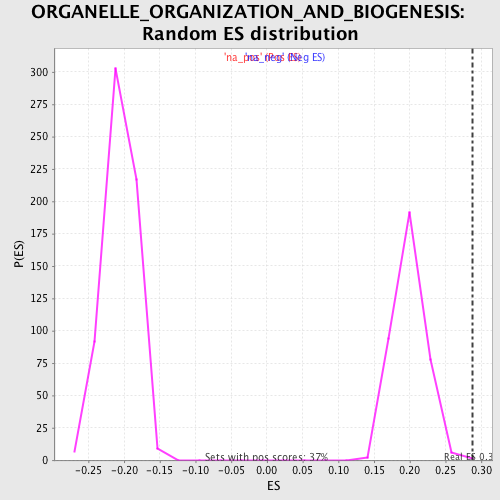 ORGANELLE_ORGANIZATION_AND_BIOGENESIS:
Random ES distribution
'na_pos' (Pos ES) 'na_neg' (Neg ES)
300
275
250
225
200
175
150
125
100
75
50
25
0
P(ES)
Sets with pos scores: 37%
Real ES 0.3
-0.25 -0.20 -0.15 -0.10 -0.05 0.00 0.05 0.10 0.15 0.20 0.25 0.30
ES